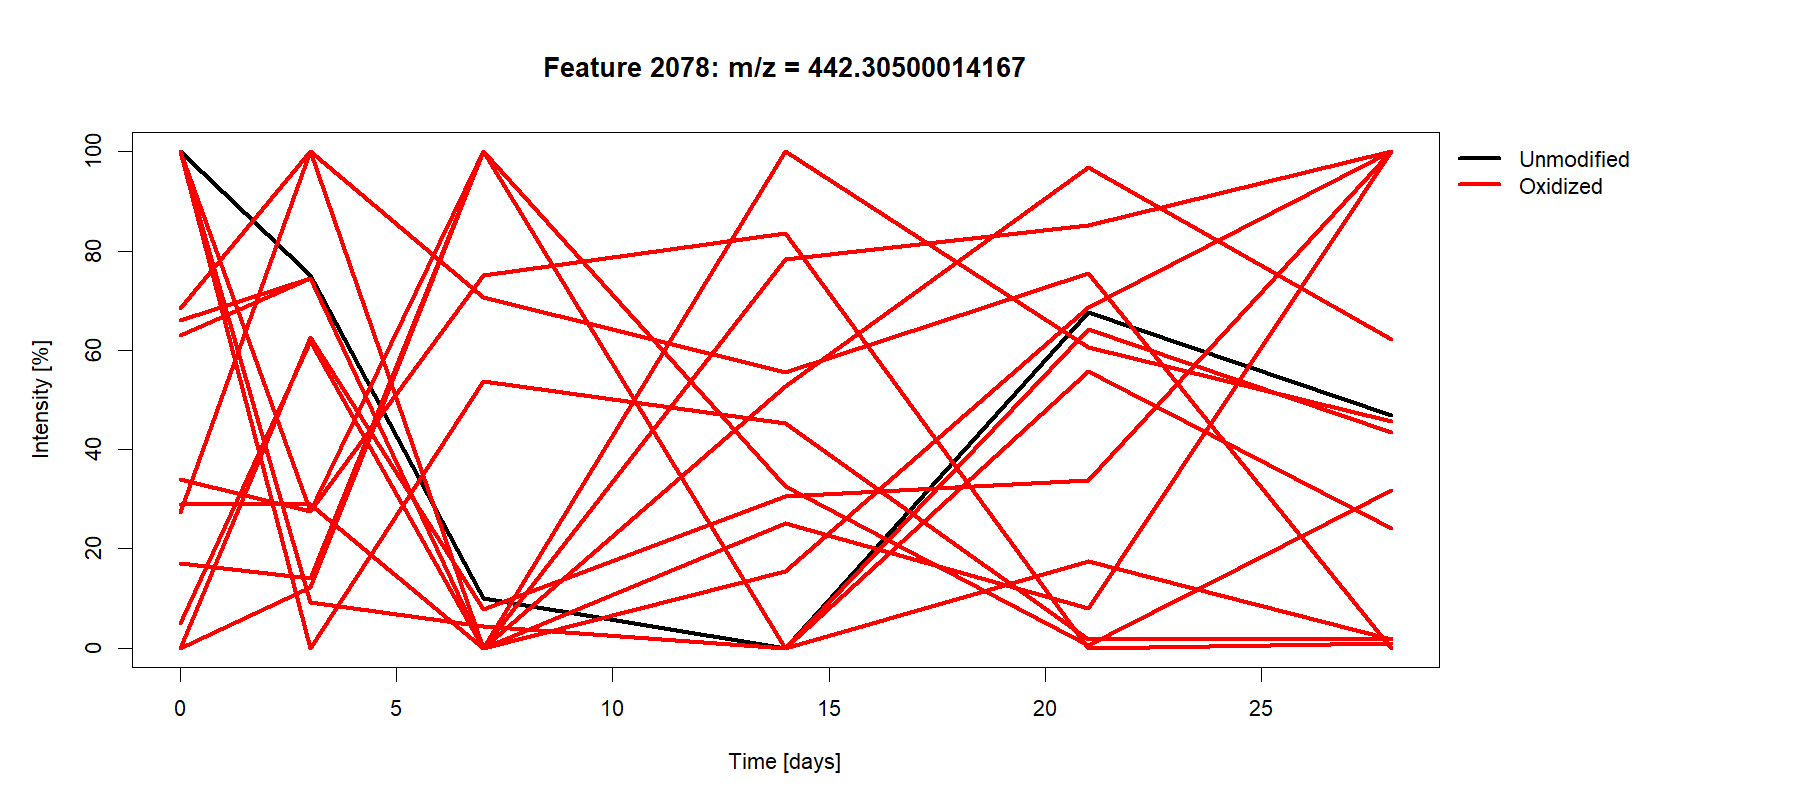 Feature 2078: m/z = 442.30500014167
Unmodified
Oxidized
Intensity [%]
100
80
60
40
20
0
0 5 10 15 20 25
Time [days]